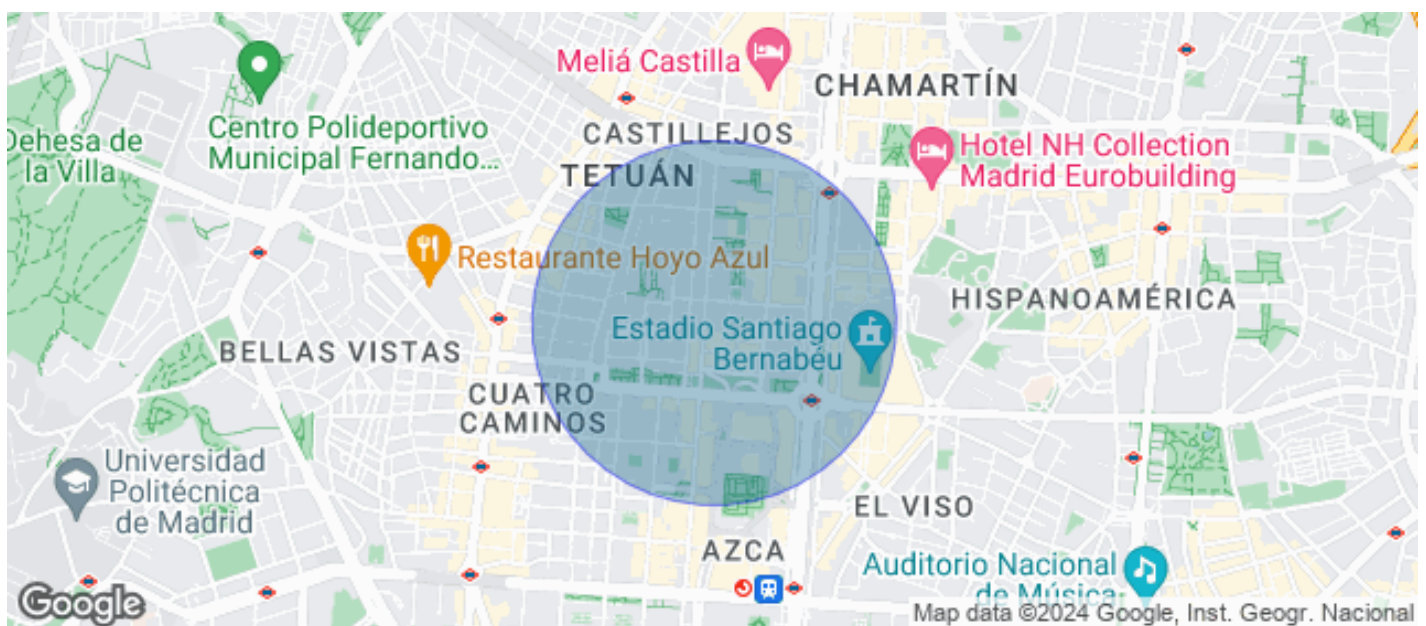 Meliá Castilla
CHAMARTÍN
Dehesa de
la Villa
Centro Polideportivo
Municipal Fernando...
CASTILLEJOS
TETUÁN
Hotel NH Collection
Madrid Eurobuilding
Restaurante Hoyo Azul
HISPANOAMÉRICA
Estadio Santiago
Bernabéu
BELLAS VISTAS
CUATRO
CAMINOS
Universidad
Politécnica
de Madrid
EL VISO
AZCA
Auditorio Nacional
de Música
Google
Map data ©2024 Google, Inst. Geogr. Nacional